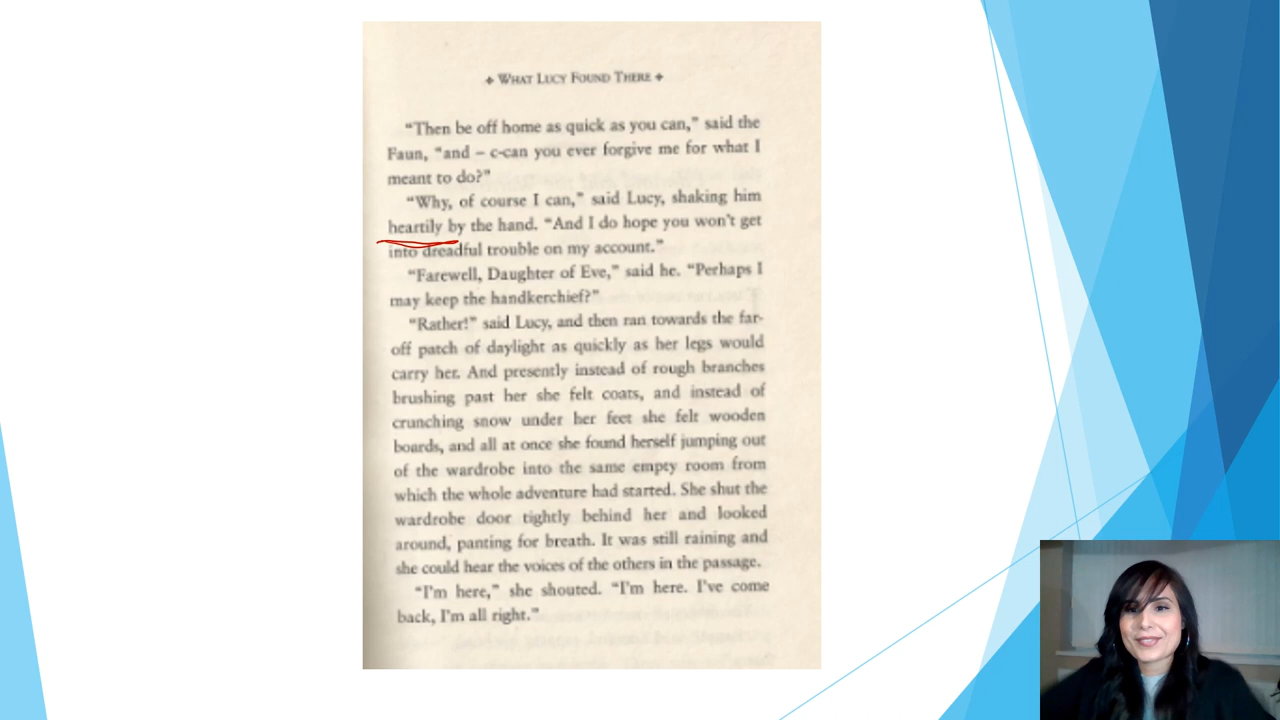 ✦ WHAT LUCY FOUND THERE ✦
“Then be off home as quick as you can,” said the
Faun, “and – c-can you ever forgive me for what I
meant to do?”
“Why, of course I can,” said Lucy, shaking him
heartily by the hand. “And I do hope you won’t get
into dreadful trouble on my account.”
“Farewell, Daughter of Eve,” said he. “Perhaps I
may keep the handkerchief?”
“Rather!” said Lucy, and then ran towards the far-
off patch of daylight as quickly as her legs would
carry her. And presently instead of rough branches
brushing past her she felt coats, and instead of
crunching snow under her feet she felt wooden
boards, and all at once she found herself jumping out
of the wardrobe into the same empty room from
which the whole adventure had started. She shut the
wardrobe door tightly behind her and looked
around, panting for breath. It was still raining and
she could hear the voices of the others in the passage.
“I’m here,” she shouted. “I’m here. I’ve come
back, I’m all right.”